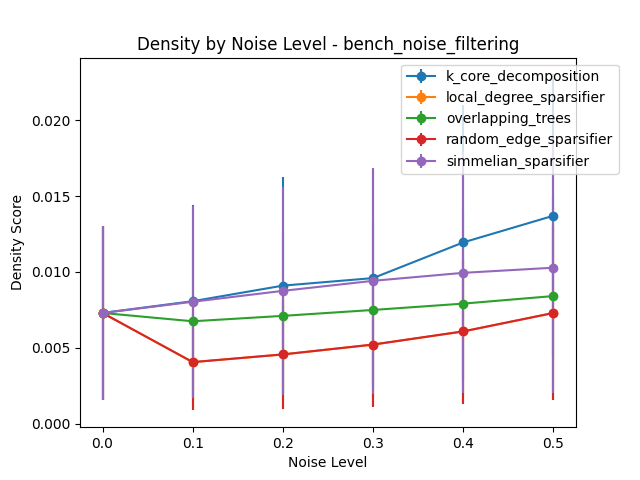 Density by Noise Level - bench_noise_filtering
k_core_decomposition
local_degree_sparsifier
overlapping_trees
random_edge_sparsifier
simmelian_sparsifier
Density Score
0.020
0.015
0.010
0.005
0.000
0.0 0.1 0.2 0.3 0.4 0.5
Noise Level